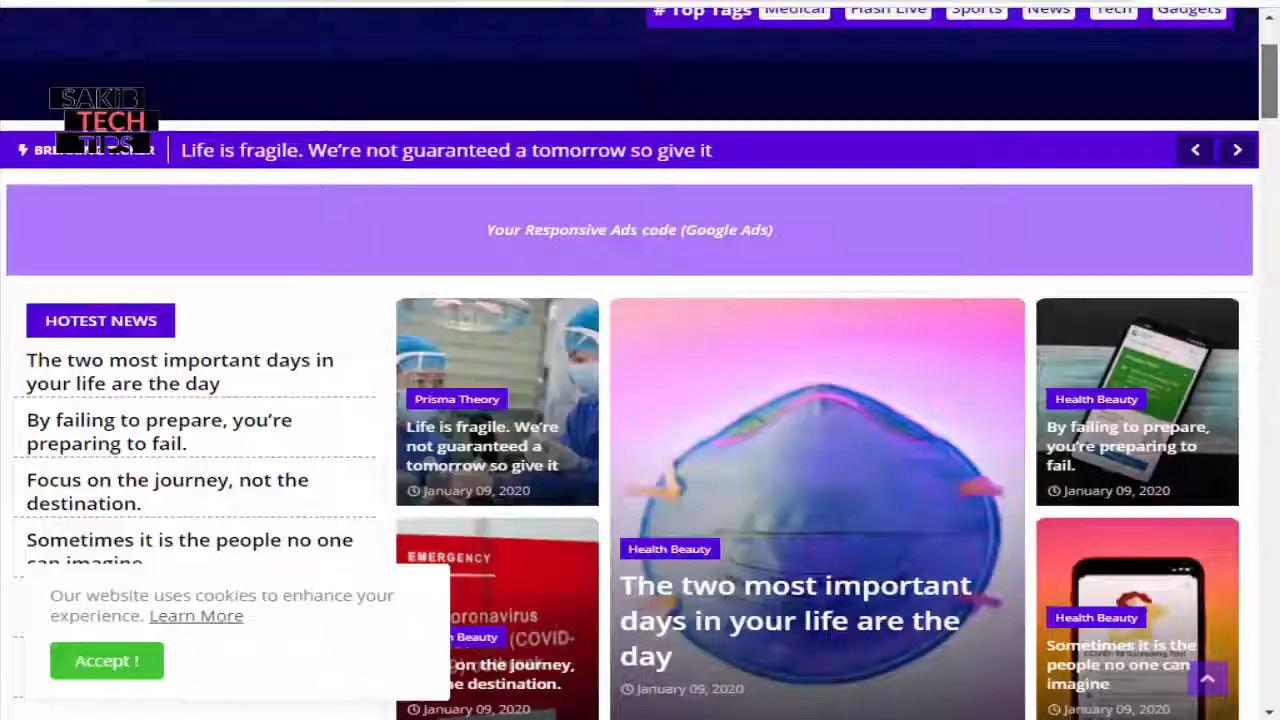 # Top Tags Medical Flash Live Sports News Tech Gadgets
SAKIB
TECH
TIPS
Life is fragile. We're not guaranteed a tomorrow so give it
Your Responsive Ads code (Google Ads)
HOTEST NEWS
The two most important days in
your life are the day
By failing to prepare, you're
preparing to fail.
Focus on the journey, not the
destination.
Sometimes it is the people no one
can imagine
Our website uses cookies to enhance your
experience. Learn More
Accept !
Prisma Theory
Life is fragile. We're
not guaranteed a
tomorrow so give it
January 09, 2020
EMERGENCY
oronavirus
(COVID-
h Beauty
on the journey,
he destination.
January 09, 2020
Health Beauty
The two most important
days in your life are the
day
January 09, 2020
Health Beauty
By failing to prepare,
you're preparing to
fail.
January 09, 2020
Health Beauty
Sometimes it is the
people no one can
imagine
January 09, 2020